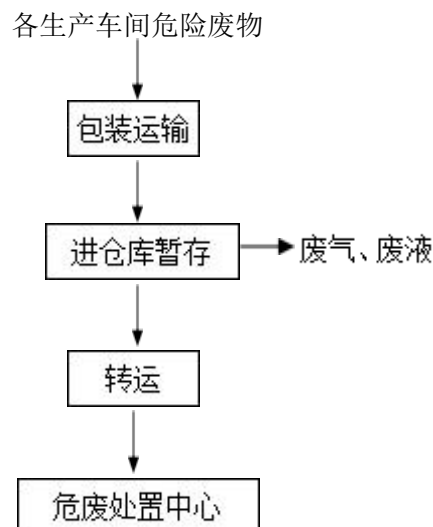 各生产车间危险废物
包装运输
进仓库暂存
废气、废液
转运
危废处置中心